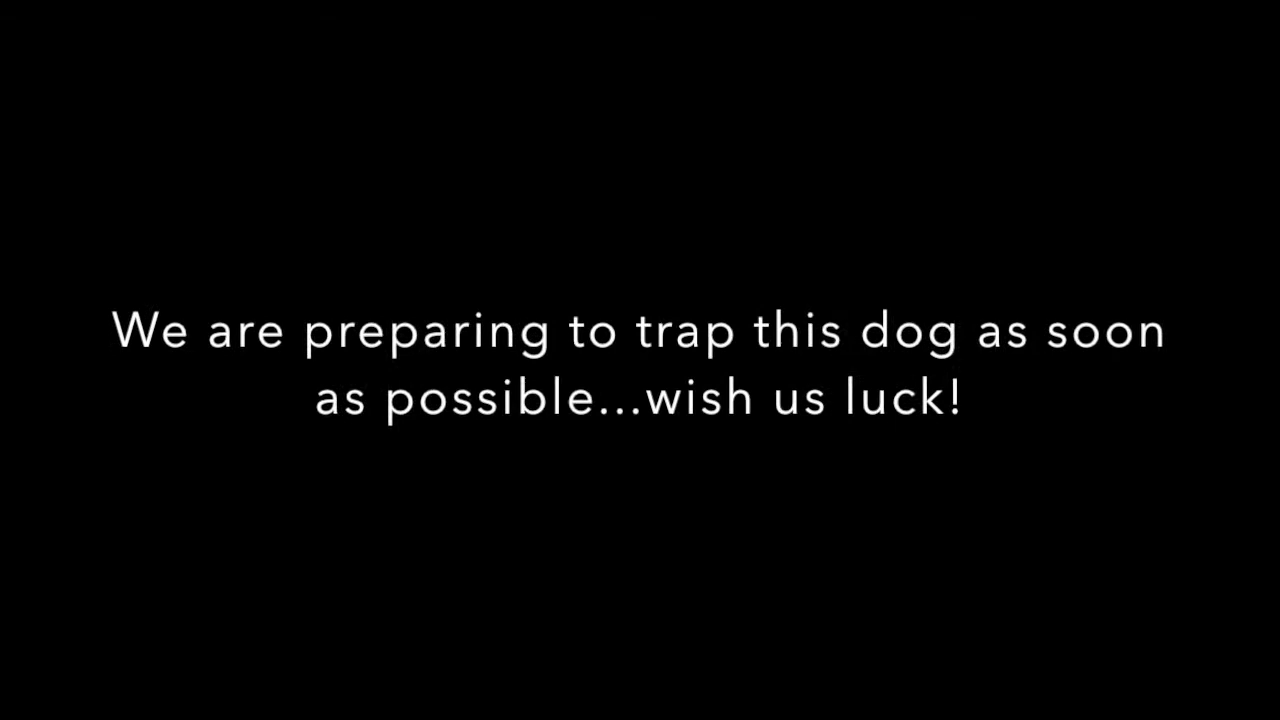 We are preparing to trap this dog as soon
as possible...wish us luck!